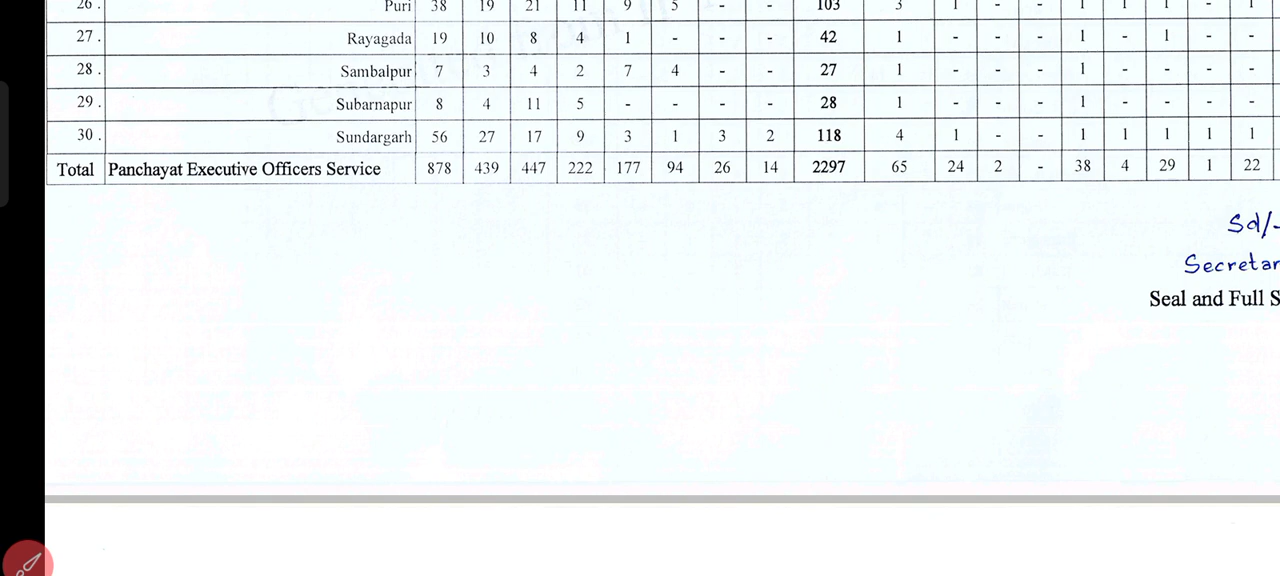 26 . Puri 38 19 21 11 9 5 - - 103 3 1 - - 1 1 1 - 1
27 . Rayagada 19 10 8 4 1 - - - 42 1 - - - 1 - 1 - -
28 . Sambalpur 7 3 4 2 7 4 - - 27 1 - - - 1 - - - -
29 . Subarnapur 8 4 11 5 - - - - 28 1 - - - 1 - - - -
30 . Sundargarh 56 27 17 9 3 1 3 2 118 4 1 - - 1 1 1 1 1
Total Panchayat Executive Officers Service 878 439 447 222 177 94 26 14 2297 65 24 2 - 38 4 29 1 22
Sd/-
Secretar
Seal and Full S